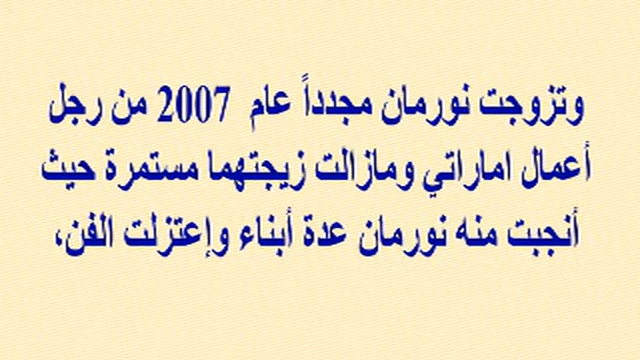 وتزوجت نورمان مجدداً عام 2007 من رجل
أعمال اماراتي ومازالت زيجتهما مستمرة حيث
أنجبت منه نورمان عدة أبناء وإعتزلت الفن،